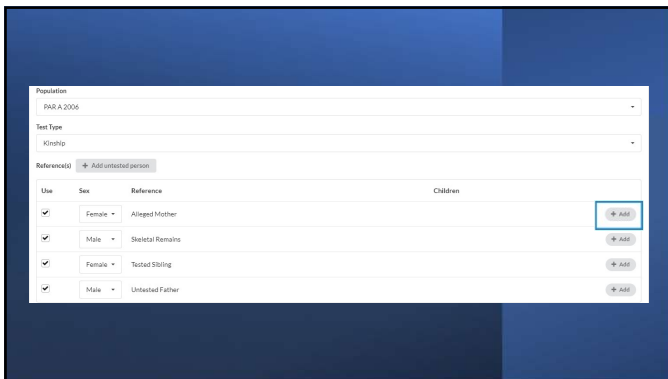 Population
PAR A 2006
Test Type
Kinship
Reference(s) + Add untested person
Use Sex Reference Children
Female Alleged Mother + Add
Male Skeletal Remains + Add
Female Tested Sibling + Add
Male Untested Father + Add